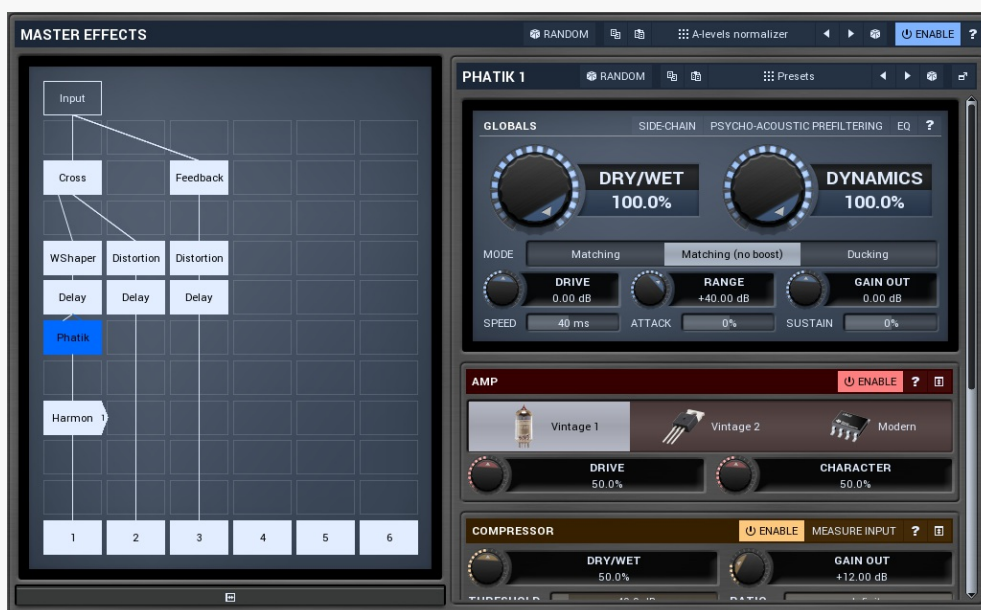 MASTER EFFECTS RANDOM A-levels normalizer ENABLE ?
Input
Cross Feedback
WShaper Distortion Distortion
Delay Delay Delay
Phatik
Harmon 1
1 2 3 4 5 6
PHATIK 1 RANDOM Presets
GLOBALS SIDE-CHAIN PSYCHO-ACOUSTIC PREFILTERING EQ ?
DRY/WET DYNAMICS
100.0% 100.0%
MODE Matching Matching (no boost) Ducking
DRIVE RANGE GAIN OUT
0.00 dB +40.00 dB 0.00 dB
SPEED 40 ms ATTACK 0% SUSTAIN 0%
AMP ENABLE ?
Vintage 1 Vintage 2 Modern
DRIVE CHARACTER
50.0% 50.0%
COMPRESSOR ENABLE MEASURE INPUT ?
DRY/WET GAIN OUT
50.0% +12.00 dB
THRESHOLD RATIO